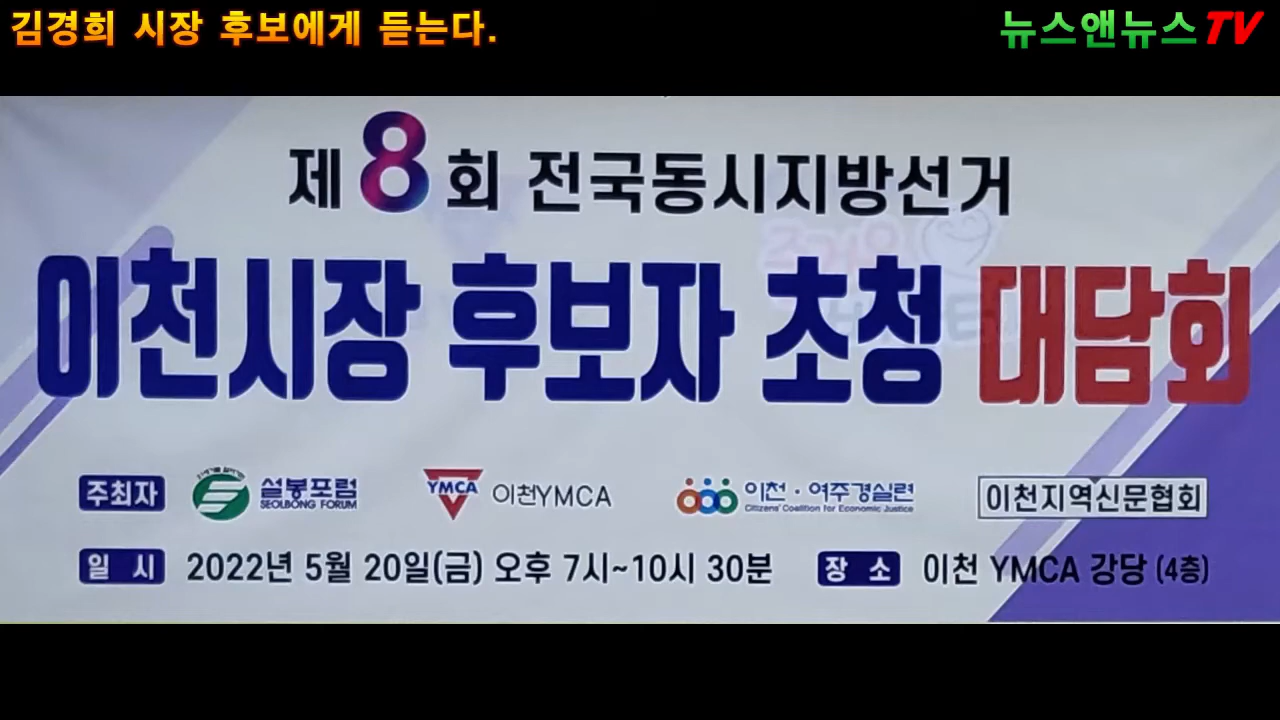 김경희 시장 후보에게 듣는다.
뉴스앤뉴스TV
제8회 전국동시지방선거
이천시장 후보자 초청 대담회
주최자 설봉포럼 SEOLBONG FORUM YMCA 이천YMCA 이천·여주경실련 Citizens' Coalition for Economic Justice 이천지역신문협회
일 시 2022년 5월 20일(금) 오후 7시~10시 30분 장 소 이천 YMCA 강당 (4층)